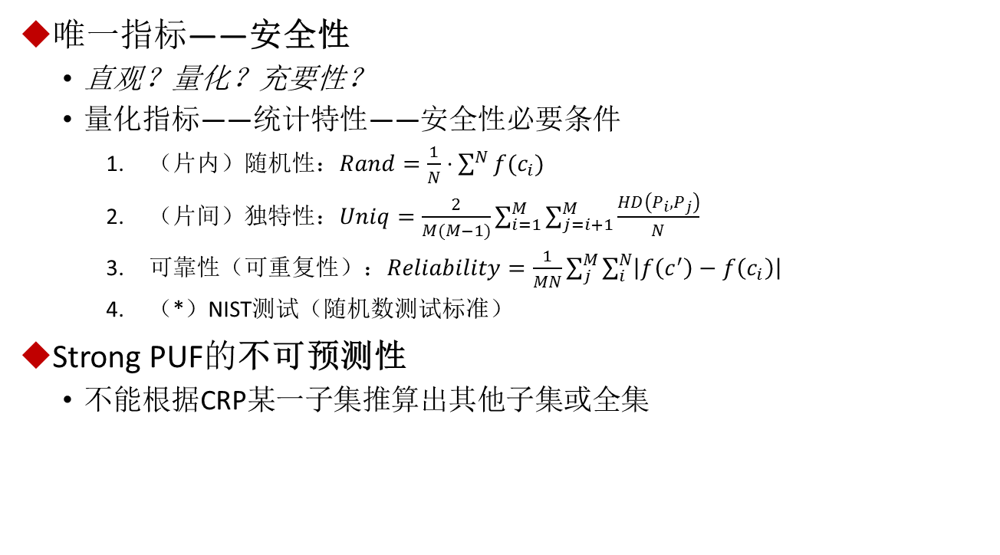 ◆唯一指标——安全性
• 直观？量化？充要性？
• 量化指标——统计特性——安全性必要条件
1. （片内）随机性：$Rand = \frac{1}{N} \cdot \sum^{N} f(c_i)$
2. （片间）独特性：$Uniq = \frac{2}{M(M-1)} \sum_{i=1}^{M} \sum_{j=i+1}^{M} \frac{HD(P_i,P_j)}{N}$
3. 可靠性（可重复性）：$Reliability = \frac{1}{MN} \sum_{j}^{M} \sum_{i}^{N} |f(c') - f(c_i)|$
4. （*）NIST测试（随机数测试标准）
◆Strong PUF的不可预测性
• 不能根据CRP某一子集推算出其他子集或全集